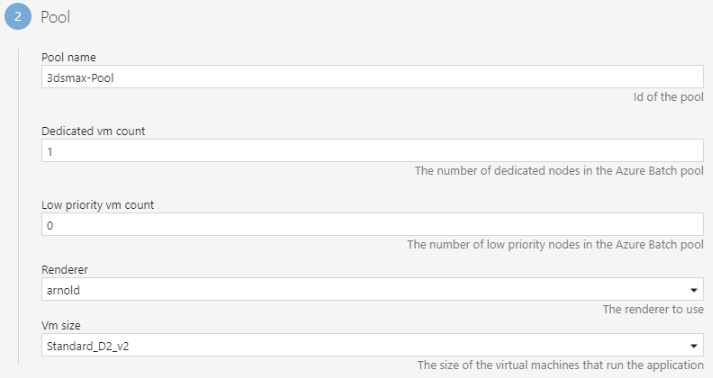 2 Pool
Pool name
3dsmax-Pool
Id of the pool
Dedicated vm count
1
The number of dedicated nodes in the Azure Batch pool
Low priority vm count
0
The number of low priority nodes in the Azure Batch pool
Renderer
arnold
The renderer to use
Vm size
Standard_D2_v2
The size of the virtual machines that run the application